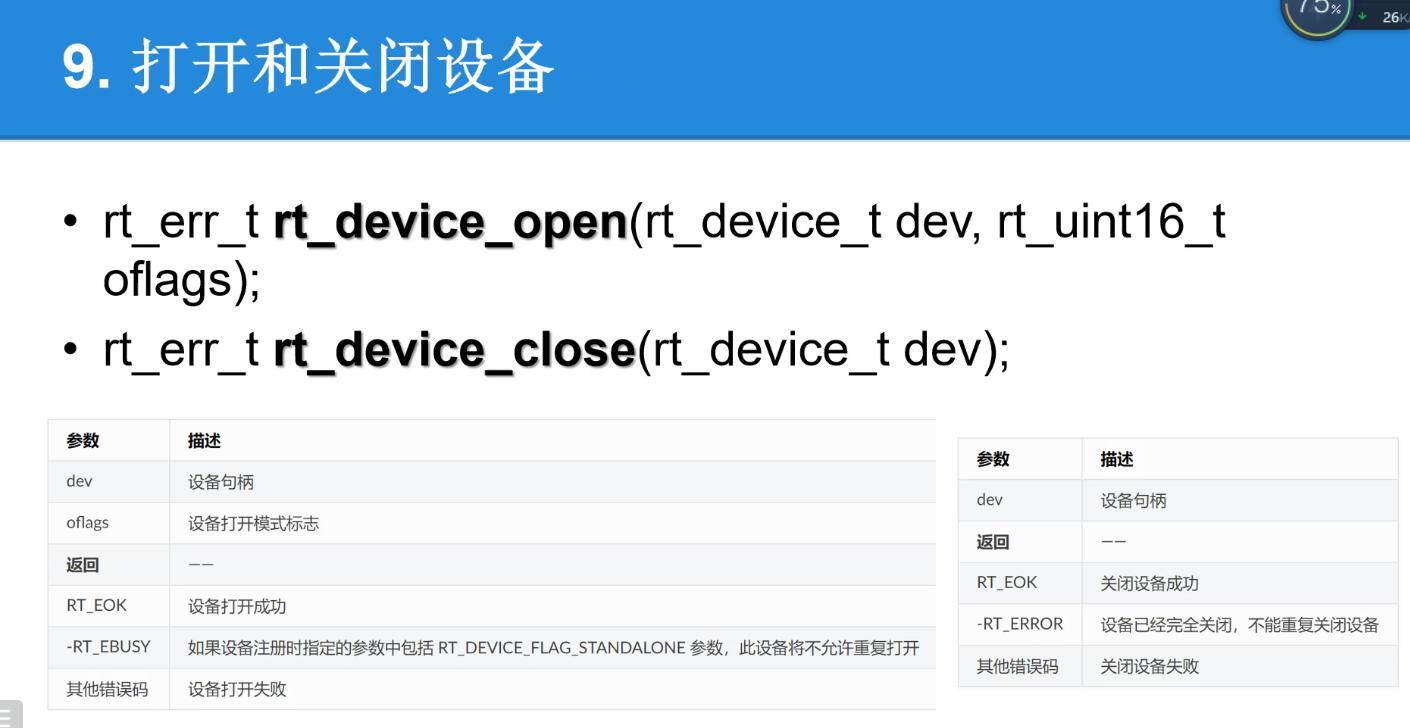 75%
26K
9. 打开和关闭设备
• rt_err_t rt_device_open(rt_device_t dev, rt_uint16_t
oflags);
• rt_err_t rt_device_close(rt_device_t dev);
参数 描述
dev 设备句柄
oflags 设备打开模式标志
返回 ——
RT_EOK 设备打开成功
-RT_EBUSY 如果设备注册时指定的参数中包括 RT_DEVICE_FLAG_STANDALONE 参数，此设备将不允许重复打开
其他错误码 设备打开失败
参数 描述
dev 设备句柄
返回 ——
RT_EOK 关闭设备成功
-RT_ERROR 设备已经完全关闭，不能重复关闭设备
其他错误码 关闭设备失败